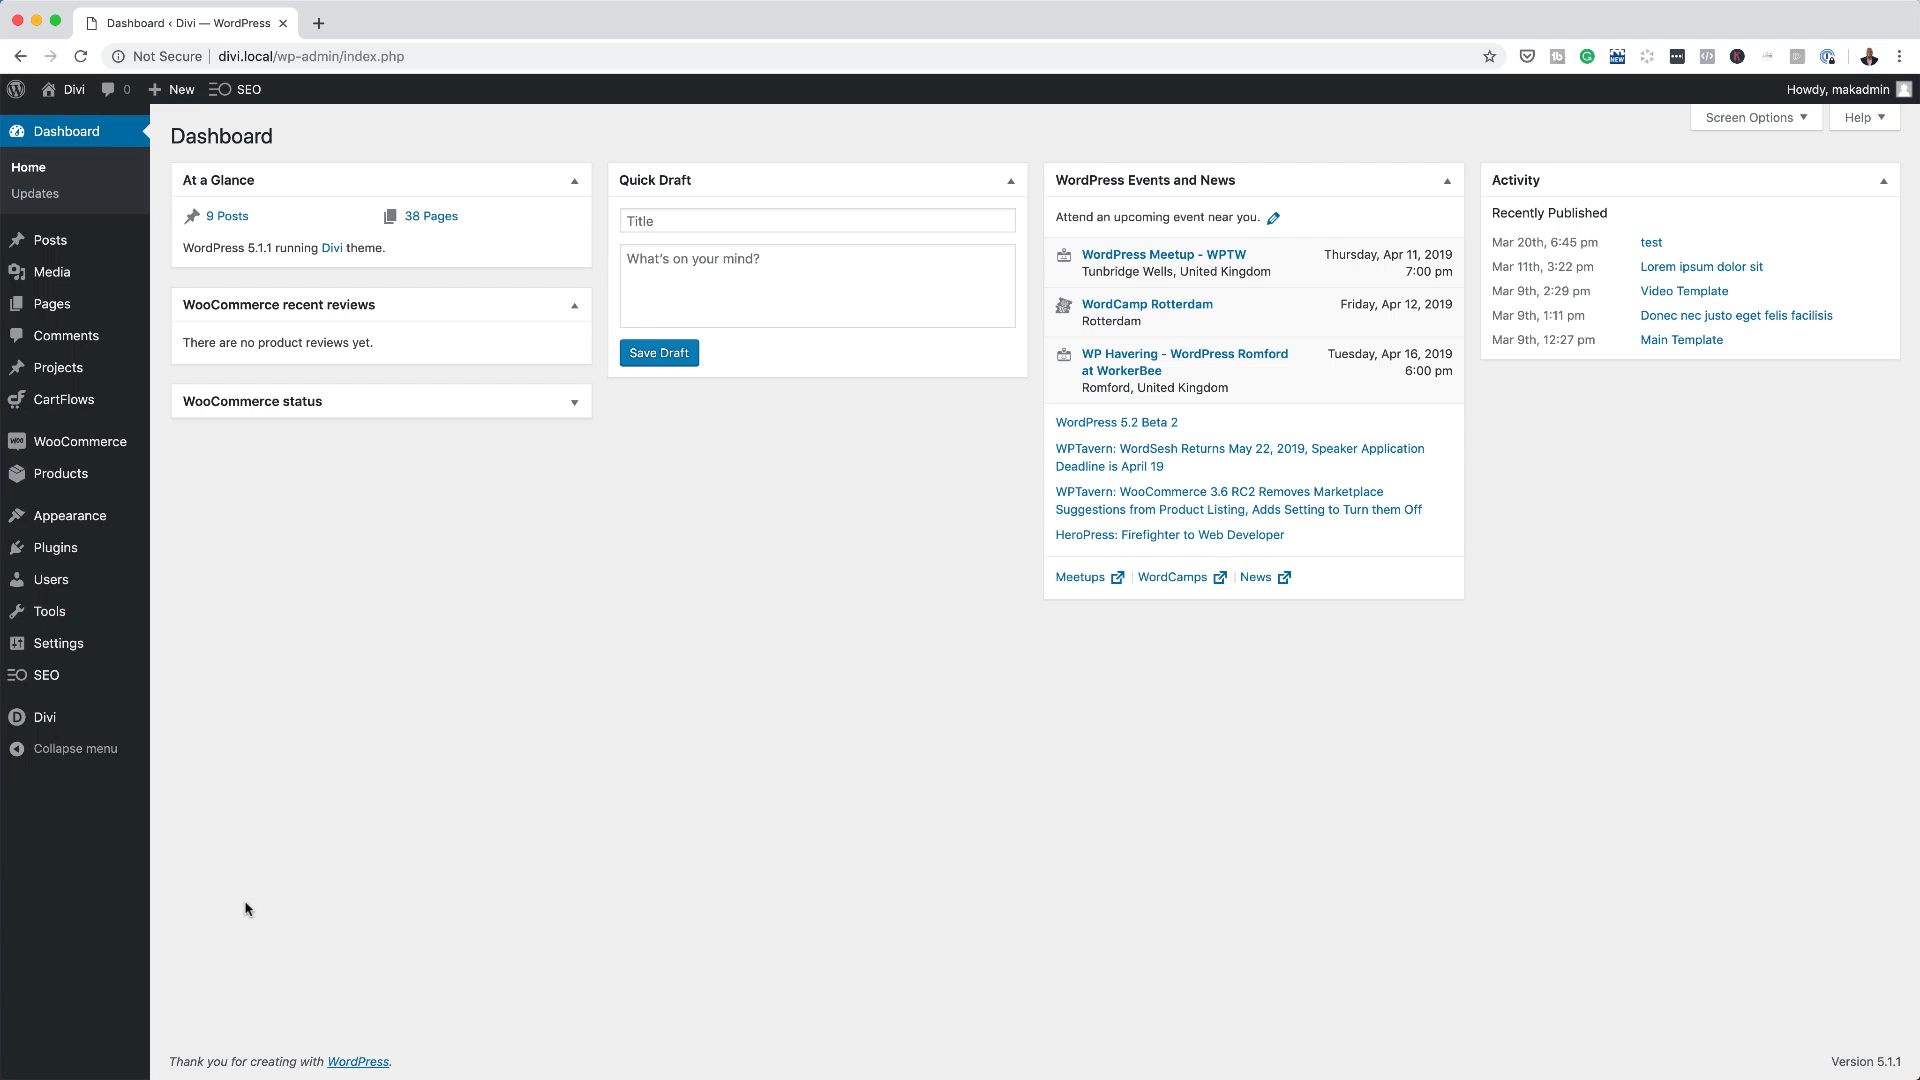 Dashboard ‹ Divi — WordPress
Not Secure | divi.local/wp-admin/index.php
Divi 0 New SEO
Howdy, makadmin
Dashboard
Home
Updates
Posts
Media
Pages
Comments
Projects
CartFlows
WooCommerce
Products
Appearance
Plugins
Users
Tools
Settings
SEO
Divi
Collapse menu
Screen Options
Help
Dashboard
At a Glance
9 Posts
38 Pages
WordPress 5.1.1 running Divi theme.
WooCommerce recent reviews
There are no product reviews yet.
WooCommerce status
Quick Draft
Title
What's on your mind?
Save Draft
WordPress Events and News
Attend an upcoming event near you.
WordPress Meetup - WPTW
Tunbridge Wells, United Kingdom
Thursday, Apr 11, 2019
7:00 pm
WordCamp Rotterdam
Rotterdam
Friday, Apr 12, 2019
WP Havering - WordPress Romford
at WorkerBee
Romford, United Kingdom
Tuesday, Apr 16, 2019
6:00 pm
WordPress 5.2 Beta 2
WPTavern: WordSesh Returns May 22, 2019, Speaker Application
Deadline is April 19
WPTavern: WooCommerce 3.6 RC2 Removes Marketplace
Suggestions from Product Listing, Adds Setting to Turn them Off
HeroPress: Firefighter to Web Developer
Meetups | WordCamps | News
Activity
Recently Published
Mar 20th, 6:45 pm test
Mar 11th, 3:22 pm Lorem ipsum dolor sit
Mar 9th, 2:29 pm Video Template
Mar 9th, 1:11 pm Donec nec justo eget felis facilisis
Mar 9th, 12:27 pm Main Template
Thank you for creating with WordPress.
Version 5.1.1